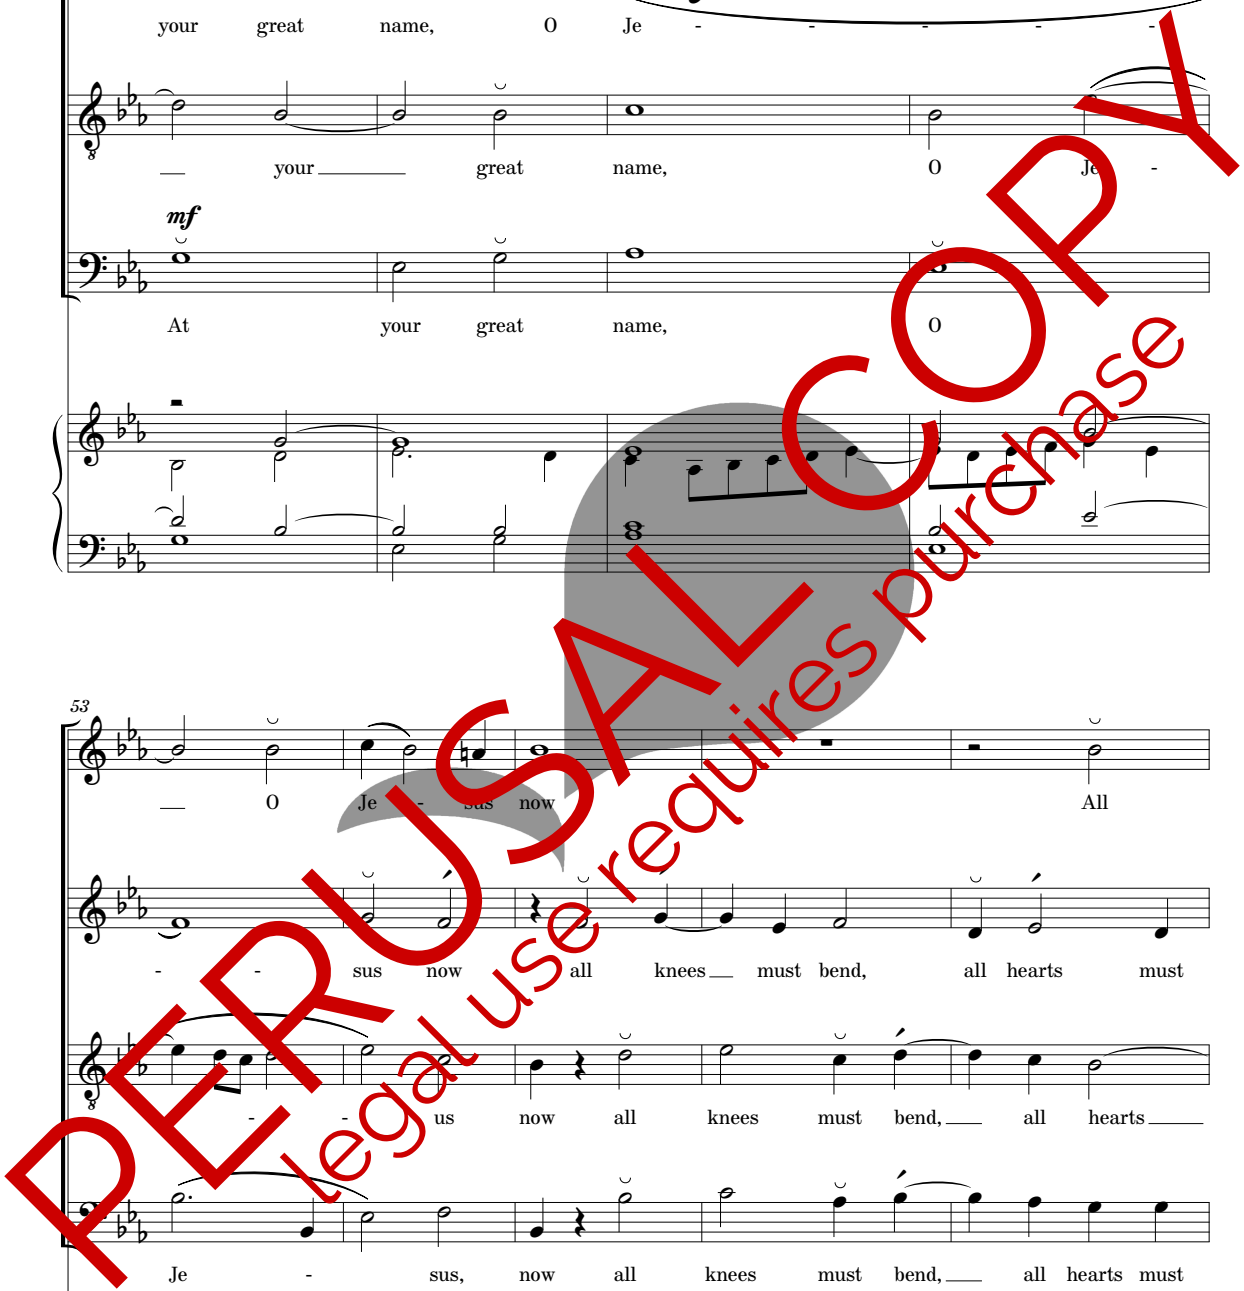 your great name, O Je - - - - -
your great name, O Je -
mf
At your great name, O
53
O Je - sus now All
- - sus now all knees must bend, all hearts must
- - us now all knees must bend, all hearts
Je - sus, now all knees must bend, all hearts must
PERUSAL COPY
legal use requires purchase